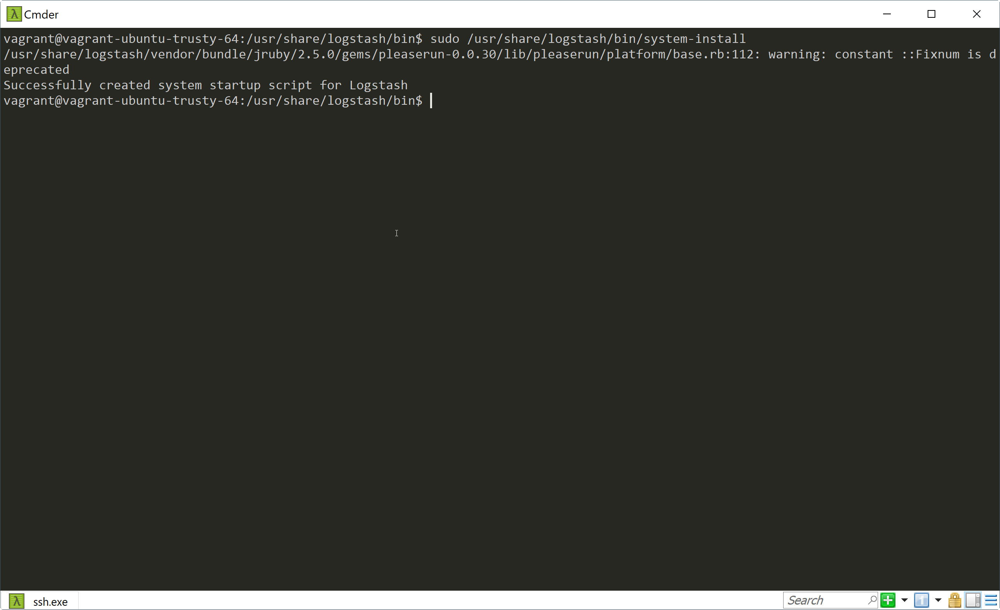 Cmder
vagrant@vagrant-ubuntu-trusty-64:/usr/share/logstash/bin$ sudo /usr/share/logstash/bin/system-install
/usr/share/logstash/vendor/bundle/jruby/2.5.0/gems/pleaserun-0.0.30/lib/pleaserun/platform/base.rb:112: warning: constant ::Fixnum is d
eprecated
Successfully created system startup script for Logstash
vagrant@vagrant-ubuntu-trusty-64:/usr/share/logstash/bin$
ssh.exe
Search
1